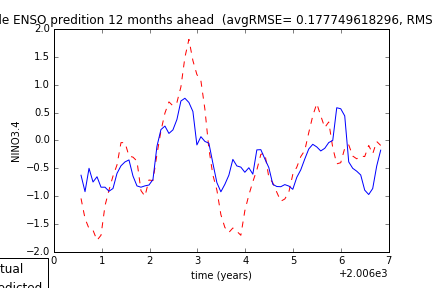 ENSO predition 12 months ahead (avgRMSE= 0.177749618296, RMS
2.0
1.5
1.0
0.5
0.0
−0.5
−1.0
−1.5
−2.0
NINO3.4
0 1 2 3 4 5 6 7
time (years)
+2.006e3
tual
edicted